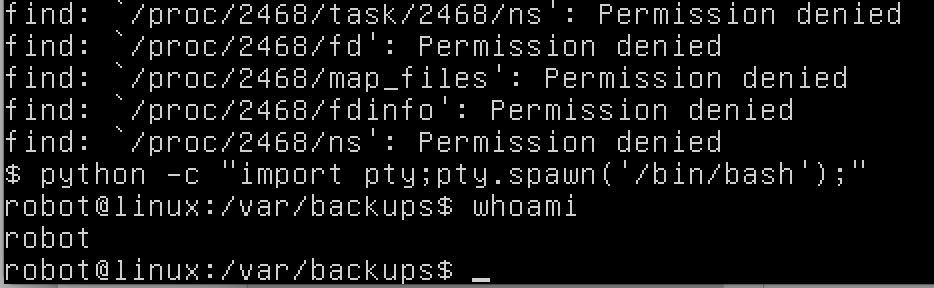 find: `/proc/2468/task/2468/ns': Permission denied
find: `/proc/2468/fd': Permission denied
find: `/proc/2468/map_files': Permission denied
find: `/proc/2468/fdinfo': Permission denied
find: `/proc/2468/ns': Permission denied
$ python -c "import pty;pty.spawn('/bin/bash');"
robot@linux:/var/backups$ whoami
robot
robot@linux:/var/backups$ _